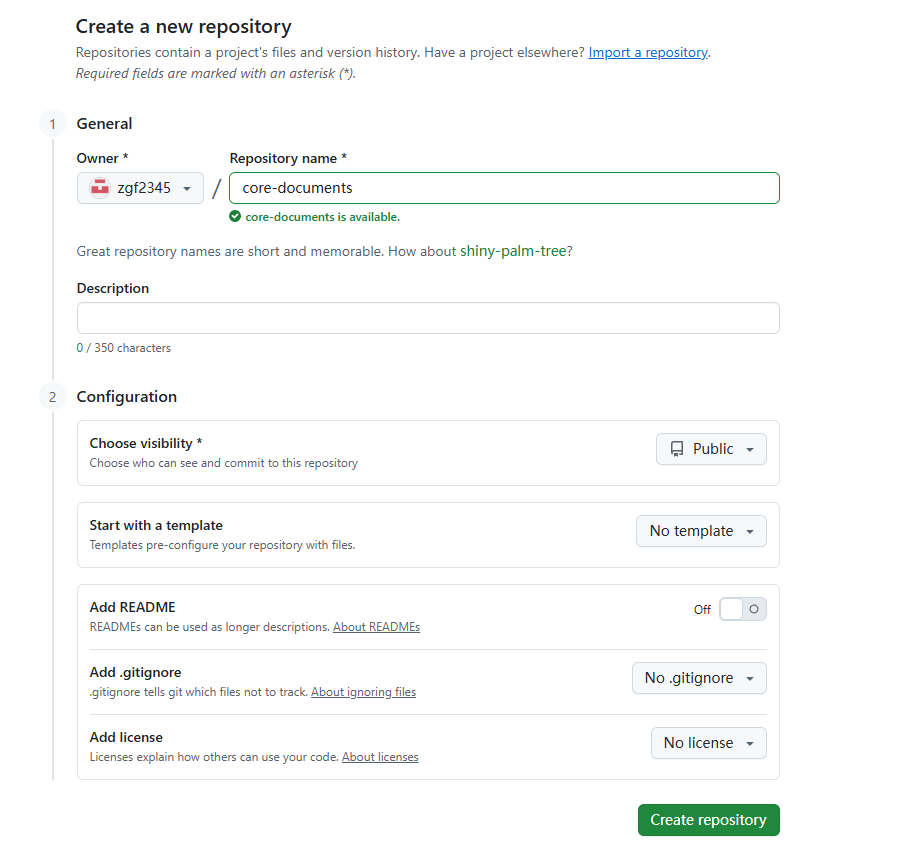 Create a new repository
Repositories contain a project's files and version history. Have a project elsewhere? Import a repository.
Required fields are marked with an asterisk (*).
1 General
Owner * Repository name *
zgf2345 / core-documents
core-documents is available.
Great repository names are short and memorable. How about shiny-palm-tree?
Description
0 / 350 characters
2 Configuration
Choose visibility *
Choose who can see and commit to this repository
Public
Start with a template
Templates pre-configure your repository with files.
No template
Add README
READMEs can be used as longer descriptions. About READMEs
Off
Add .gitignore
.gitignore tells git which files not to track. About ignoring files
No .gitignore
Add license
Licenses explain how others can use your code. About licenses
No license
Create repository